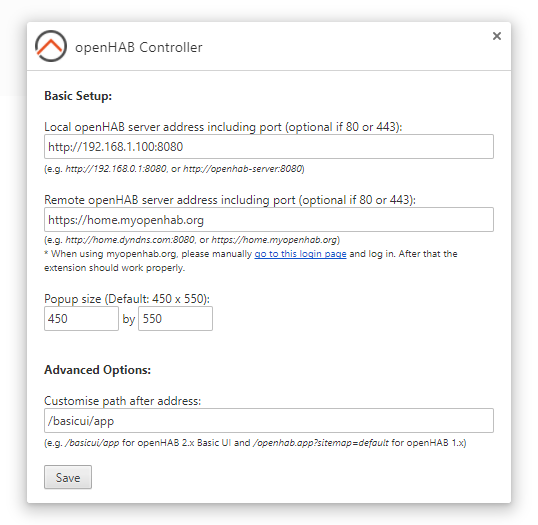 openHAB Controller
×
Basic Setup:
Local openHAB server address including port (optional if 80 or 443):
http://192.168.1.100:8080
(e.g. http://192.168.0.1:8080, or http://openhab-server:8080)
Remote openHAB server address including port (optional if 80 or 443):
https://home.myopenhab.org
(e.g. http://home.dyndns.com:8080, or https://home.myopenhab.org)
* When using myopenhab.org, please manually go to this login page and log in. After that the
extension should work properly.
Popup size (Default: 450 x 550):
450 by 550
Advanced Options:
Customise path after address:
/basicui/app
(e.g. /basicui/app for openHAB 2.x Basic UI and /openhab.app?sitemap=default for openHAB 1.x)
Save